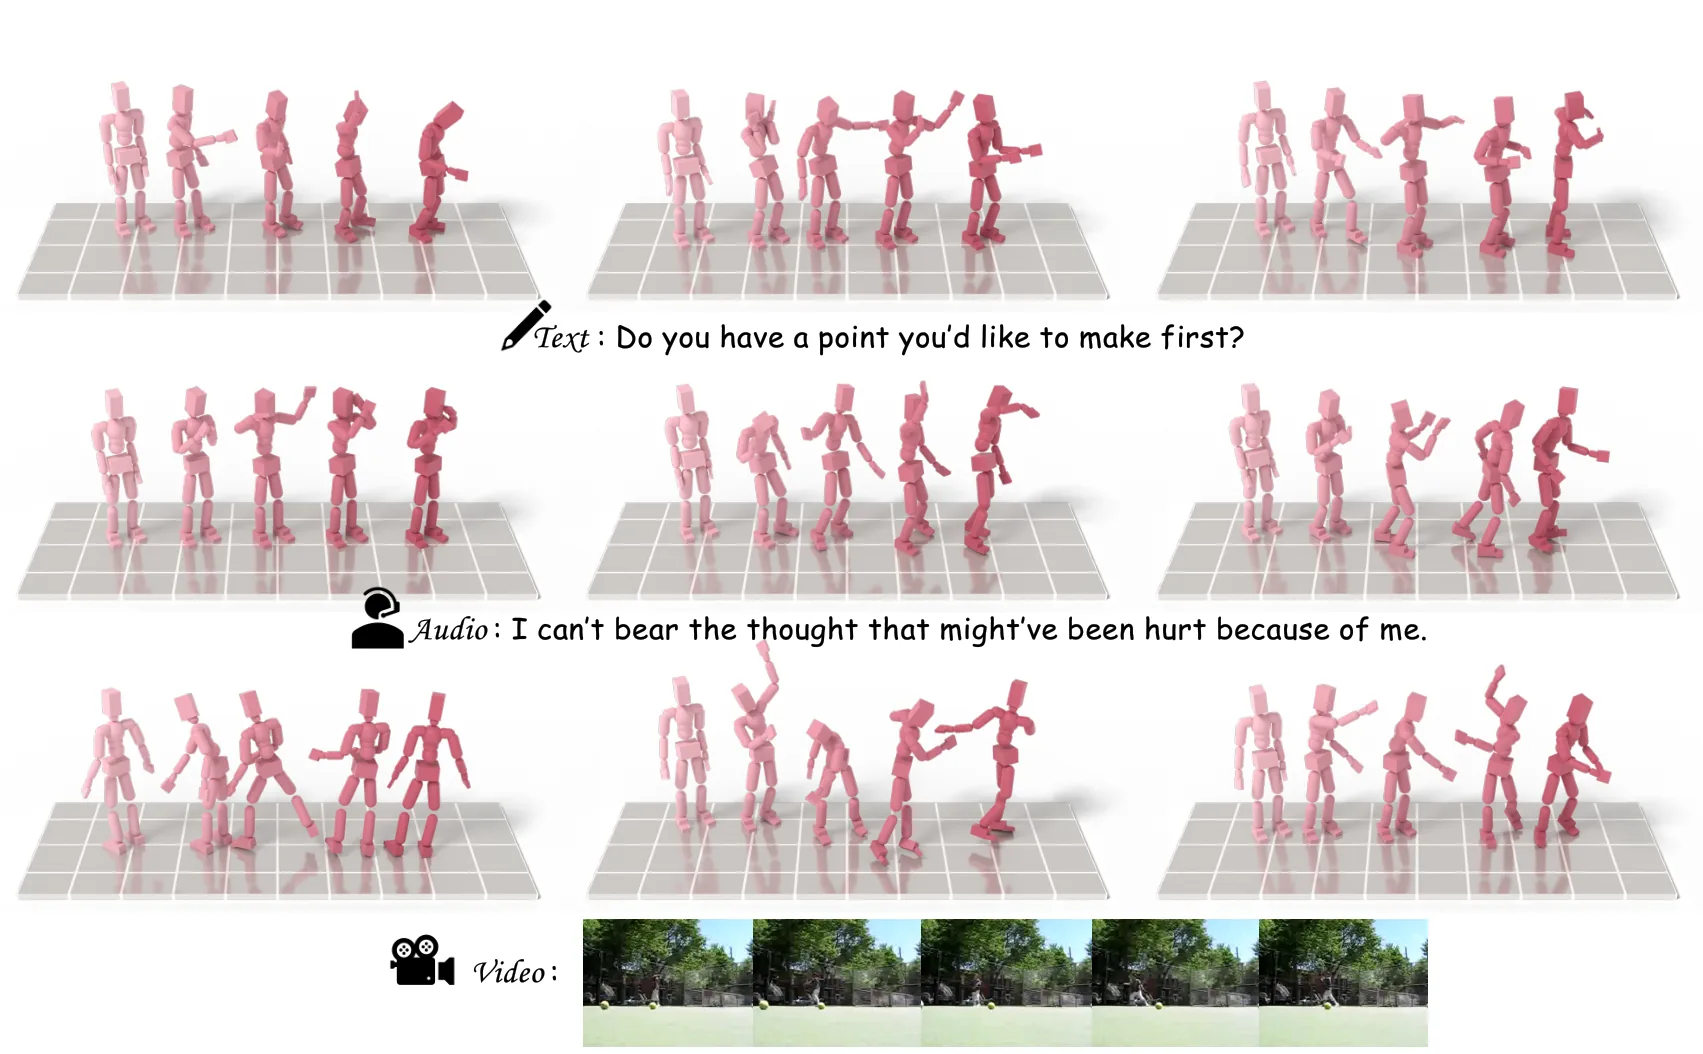 Text : Do you have a point you'd like to make first?
Audio : I can't bear the thought that might've been hurt because of me.
Video :